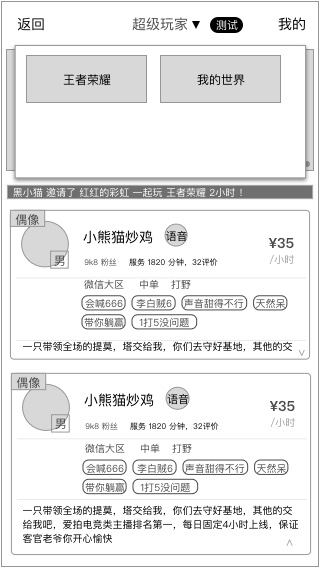 返回 超级玩家▼ 测试 我的
王者荣耀 我的世界
黑小猫 邀请了 红红的彩虹 一起玩 王者荣耀 2小时 !
偶像
小熊猫炒鸡 语音
¥35
男
9k8 粉丝 服务 1820 分钟，32评价
/小时
微信大区 中单 打野
会喊666 李白贼6 声音甜得不行 天然呆
带你躺赢 1打5没问题
一只带领全场的提莫，塔交给我，你们去守好基地，其他的交
偶像
小熊猫炒鸡 语音
¥35
男
9k8 粉丝 服务 1820 分钟，32评价
/小时
微信大区 中单 打野
会喊666 李白贼6 声音甜得不行 天然呆
带你躺赢 1打5没问题
一只带领全场的提莫，塔交给我，你们去守好基地，其他的交
给我吧，爱拍电竞类主播排名第一，每日固定4小时上线，保证
客官老爷你开心愉快